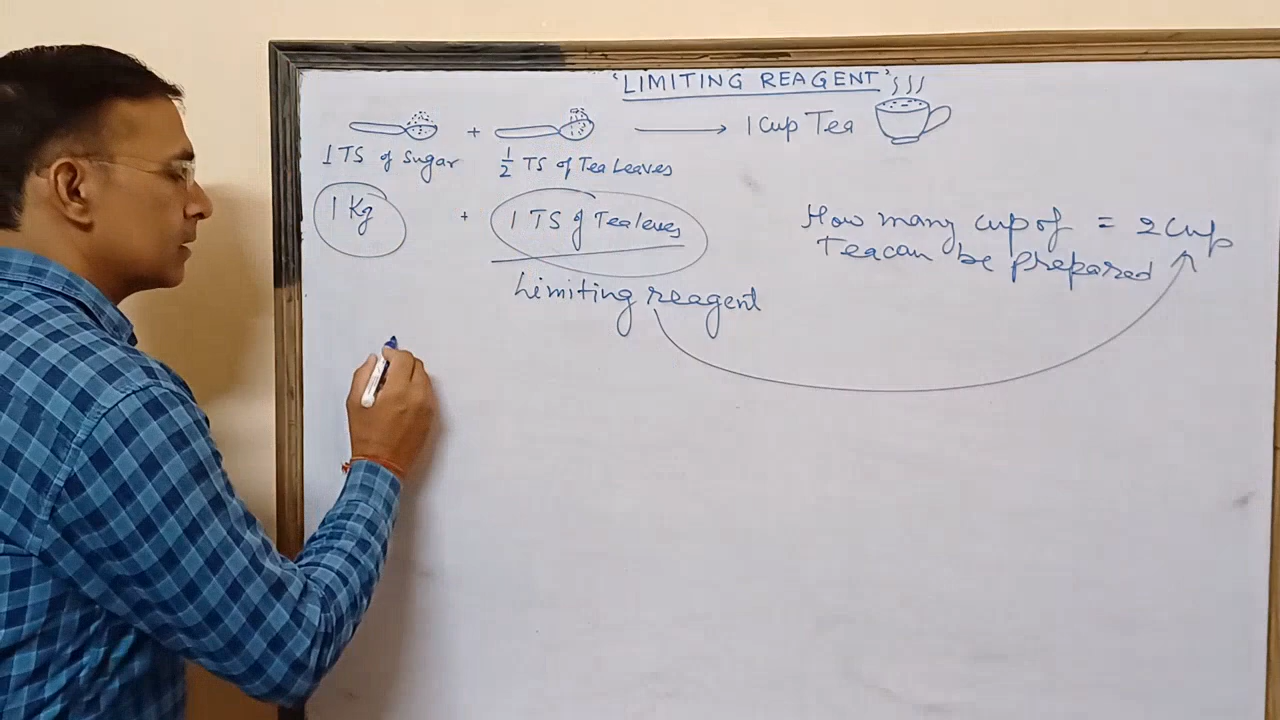 'LIMITING REAGENT'
+ → 1 Cup Tea
1 TS of Sugar ½ TS of Tea Leaves
1 Kg + 1 TS of Tealeves
How many cup of = 2 Cup
Tea can be prepared
Limiting reagent